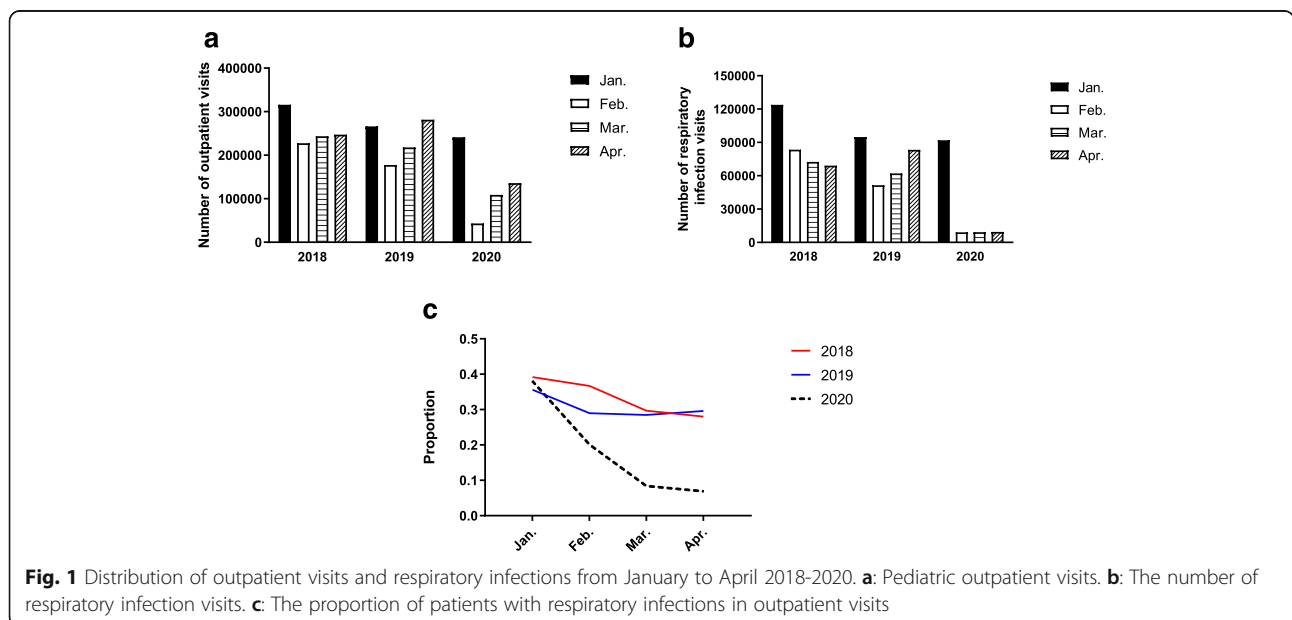 a
Number of outpatient visits
400000
300000
200000
100000
0
2018
2019
2020
Jan.
Feb.
Mar.
Apr.
b
Number of respiratory
infection visits
150000
120000
90000
60000
30000
0
2018
2019
2020
Jan.
Feb.
Mar.
Apr.
c
Proportion
0.5
0.4
0.3
0.2
0.1
0.0
Jan.
Feb.
Mar.
Apr.
2018
2019
2020
Fig. 1 Distribution of outpatient visits and respiratory infections from January to April 2018-2020. a: Pediatric outpatient visits. b: The number of
respiratory infection visits. c: The proportion of patients with respiratory infections in outpatient visits